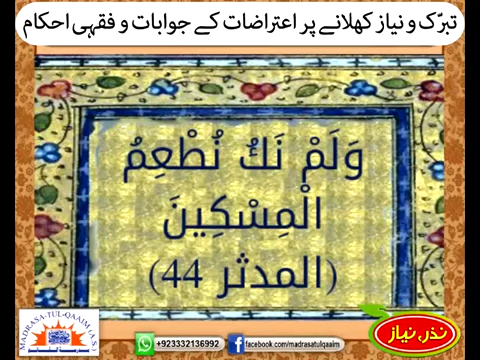 تبرّک و نیاز کھلانے پر اعتراضات کے جوابات و فقہی احکام
وَلَمْ نَكُ نُطْعِمُ
الْمِسْكِينَ
(المدثر 44)
MADRASA-TUL-QAAIM (A.S.)
+923332136992
facebook.com/madrasatulqaaim
نذر، نیاز